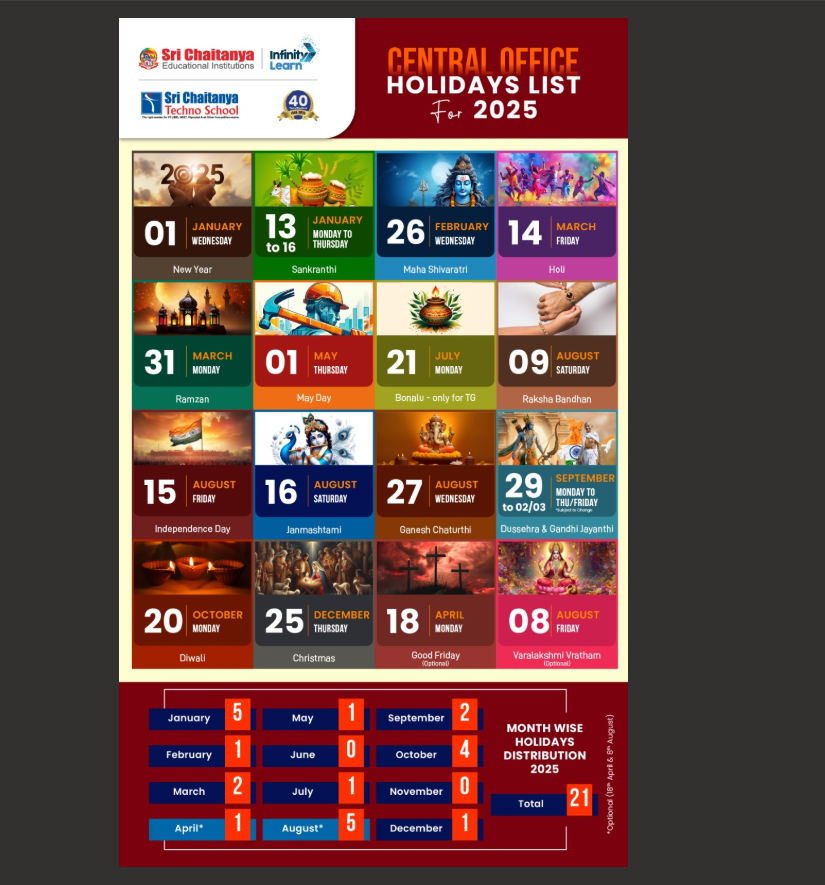 Sri Chaitanya
Educational Institutions
Infinity
Learn
Sri Chaitanya
Techno School
40
CENTRAL OFFICE
HOLIDAYS LIST
For 2025
2025
01
JANUARY
WEDNESDAY
New Year
13
to 16
JANUARY
MONDAY TO
THURSDAY
Sankranthi
26
FEBRUARY
WEDNESDAY
Maha Shivaratri
14
MARCH
FRIDAY
Holi
31
MARCH
MONDAY
Ramzan
01
MAY
THURSDAY
May Day
21
JULY
MONDAY
Bonalu - only for TG
09
AUGUST
SATURDAY
Raksha Bandhan
15
AUGUST
FRIDAY
Independence Day
16
AUGUST
SATURDAY
Janmashtami
27
AUGUST
WEDNESDAY
Ganesh Chaturthi
29
to 02/03
SEPTEMBER
MONDAY TO
THU/FRIDAY
*Subject to Change
Dussehra & Gandhi Jayanthi
20
OCTOBER
MONDAY
Diwali
25
DECEMBER
THURSDAY
Christmas
18
APRIL
MONDAY
Good Friday
(Optional)
08
AUGUST
FRIDAY
Varalakshmi Vratham
(Optional)
January 5
February 1
March 2
April* 1
May 1
June 0
July 1
August* 5
September 2
October 4
November 0
December 1
MONTH WISE
HOLIDAYS
DISTRIBUTION
2025
Total 21
*Optional (18th April & 8th August)